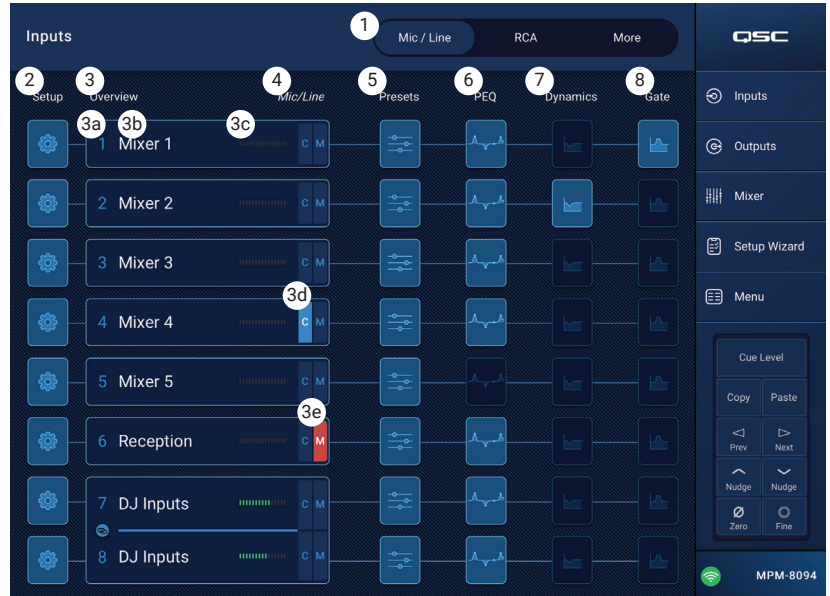 Inputs
1
Mic / Line
RCA
More
QSC
2
3
4
5
6
7
8
Setup
Overview
Mic/Line
Presets
PEQ
Dynamics
Gate
3a
3b
3c
1 Mixer 1 C M
2 Mixer 2 C M
3 Mixer 3 C M
3d
4 Mixer 4 C M
5 Mixer 5 C M
3e
6 Reception C M
7 DJ Inputs C M
8 DJ Inputs C M
Inputs
Outputs
Mixer
Setup Wizard
Menu
Cue Level
Copy Paste
Prev Next
Nudge Nudge
Zero Fine
MPM-8094